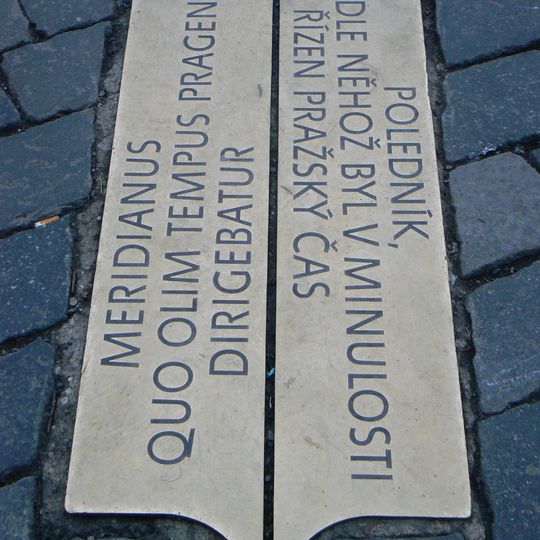 MERIDIANUS
QUO OLIM TEMPUS PRAGEN
DIRIGEBATUR
POLEDNÍK,
DLE NĚHOŽ BYL V MINULOSTI
ŘÍZEN PRAŽSKÝ ČAS